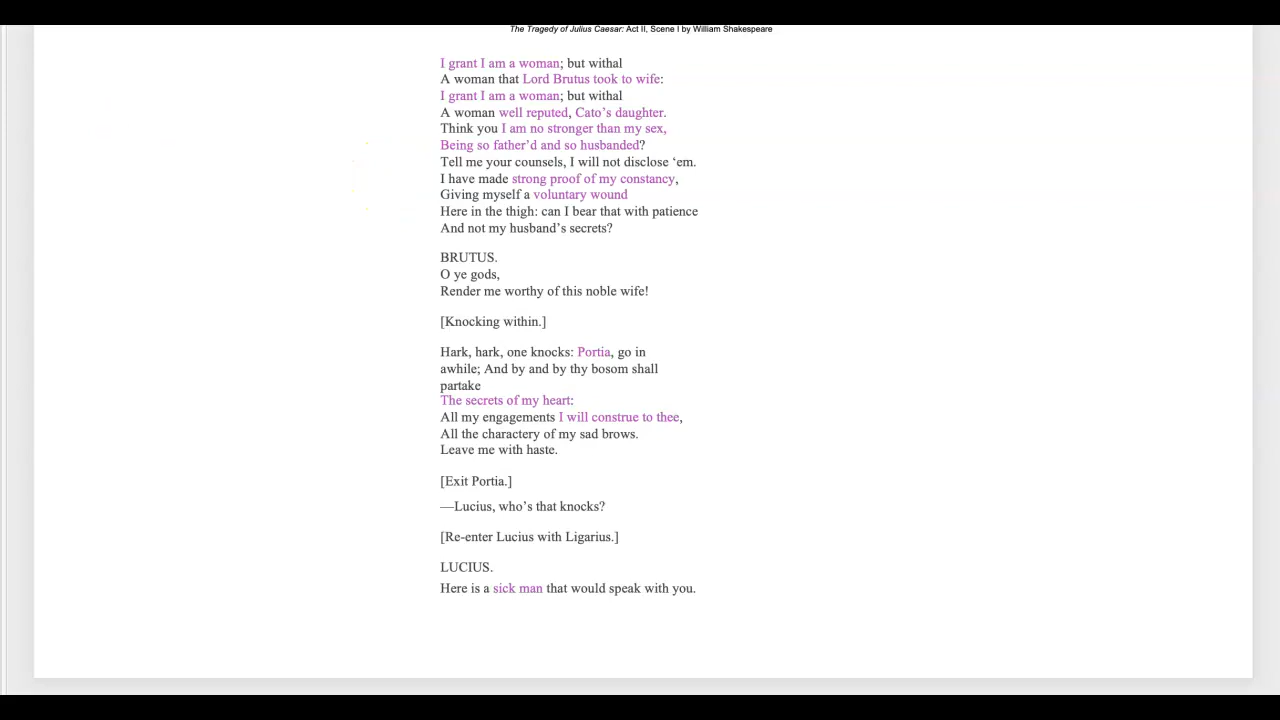 The Tragedy of Julius Caesar: Act II, Scene I by William Shakespeare
I grant I am a woman; but withal
A woman that Lord Brutus took to wife:
I grant I am a woman; but withal
A woman well reputed, Cato’s daughter.
Think you I am no stronger than my sex,
Being so father’d and so husbanded?
Tell me your counsels, I will not disclose ‘em.
I have made strong proof of my constancy,
Giving myself a voluntary wound
Here in the thigh: can I bear that with patience
And not my husband’s secrets?
BRUTUS.
O ye gods,
Render me worthy of this noble wife!
[Knocking within.]
Hark, hark, one knocks: Portia, go in
awhile; And by and by thy bosom shall
partake
The secrets of my heart:
All my engagements I will construe to thee,
All the charactery of my sad brows.
Leave me with haste.
[Exit Portia.]
—Lucius, who’s that knocks?
[Re-enter Lucius with Ligarius.]
LUCIUS.
Here is a sick man that would speak with you.